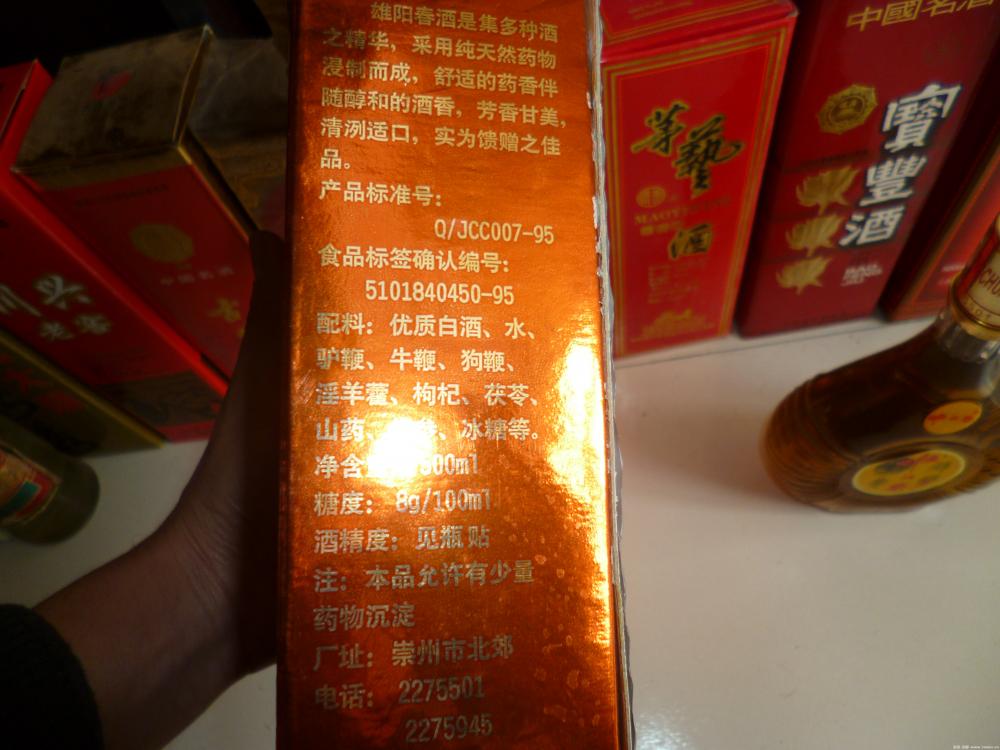 雄阳春酒是集多种酒
之精华，采用纯天然药物
浸制而成，舒适的药香伴
随醇和的酒香，芳香甘美，
清洌适口，实为馈赠之佳
品。
产品标准号：
Q/JCC007-95
食品标签确认编号：
5101840450-95
配料：优质白酒、水、
驴鞭、牛鞭、狗鞭、
淫羊藿、枸杞、茯苓、
山药、 冰糖等。
净含 500ml
糖度：8g/100ml
酒精度：见瓶贴
注：本品允许有少量
药物沉淀
厂址：崇州市北郊
电话：2275501
2275945
茅藝
酒
中國名酒
寶豐酒
中国名酒
老窖